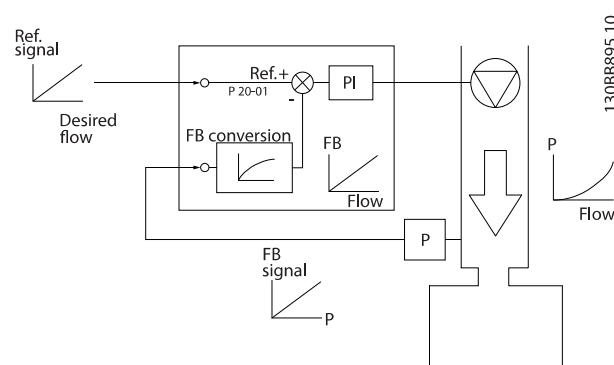 Ref.
signal
Desired
flow
Ref.+
P 20-01
-
PI
FB conversion
FB
Flow
P
FB
signal
P
P
Flow
130BB895.10